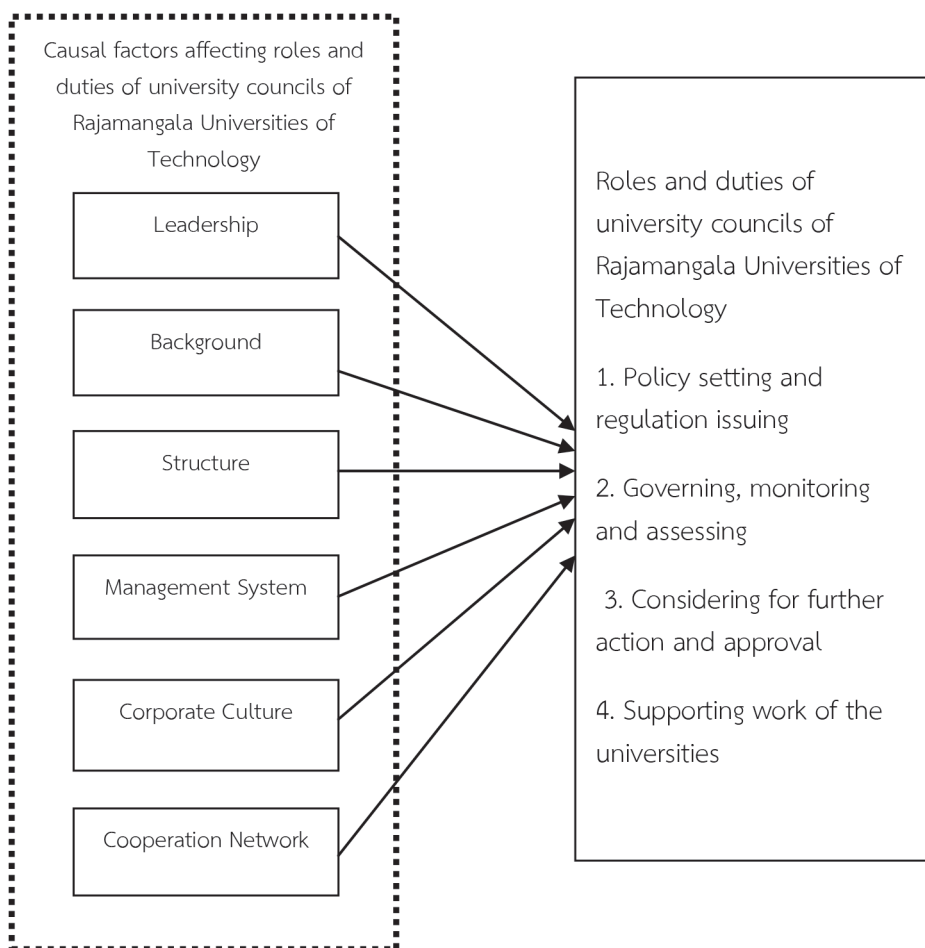 Causal factors affecting roles and
duties of university councils of
Rajamangala Universities of
Technology
Leadership
Background
Structure
Management System
Corporate Culture
Cooperation Network
Roles and duties of
university councils of
Rajamangala Universities of
Technology
1. Policy setting and
regulation issuing
2. Governing, monitoring
and assessing
3. Considering for further
action and approval
4. Supporting work of the
universities